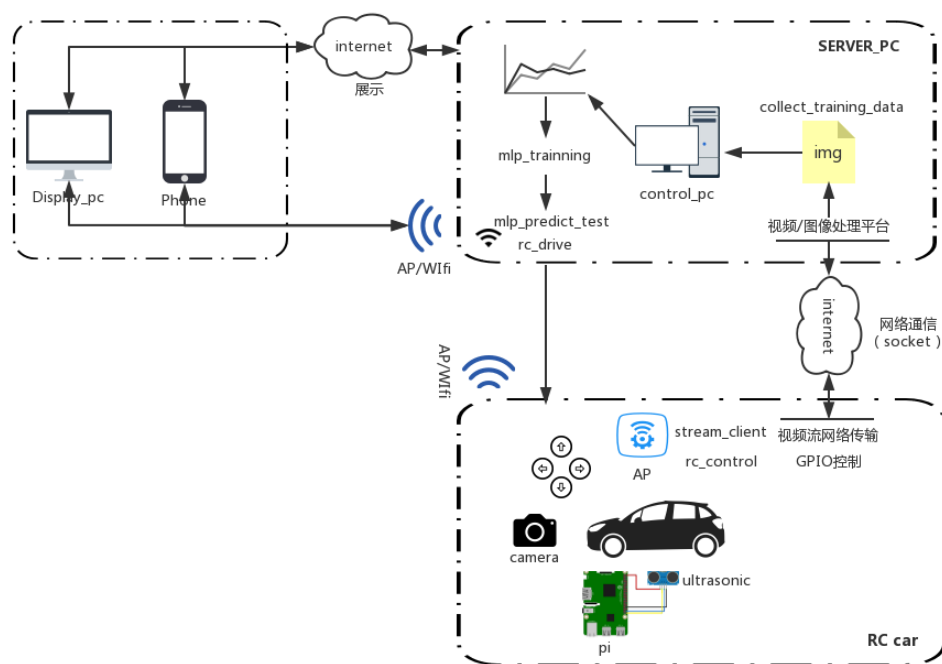 internet
展示
SERVER_PC
collect_training_data
img
mlp_trainning
control_pc
Display_pc
Phone
mlp_predict_test
rc_drive
视频/图像处理平台
AP/WIfi
internet
网络通信
（socket）
AP/WIfi
stream_client
视频流网络传输
AP
rc_control
GPIO控制
camera
ultrasonic
pi
RC car